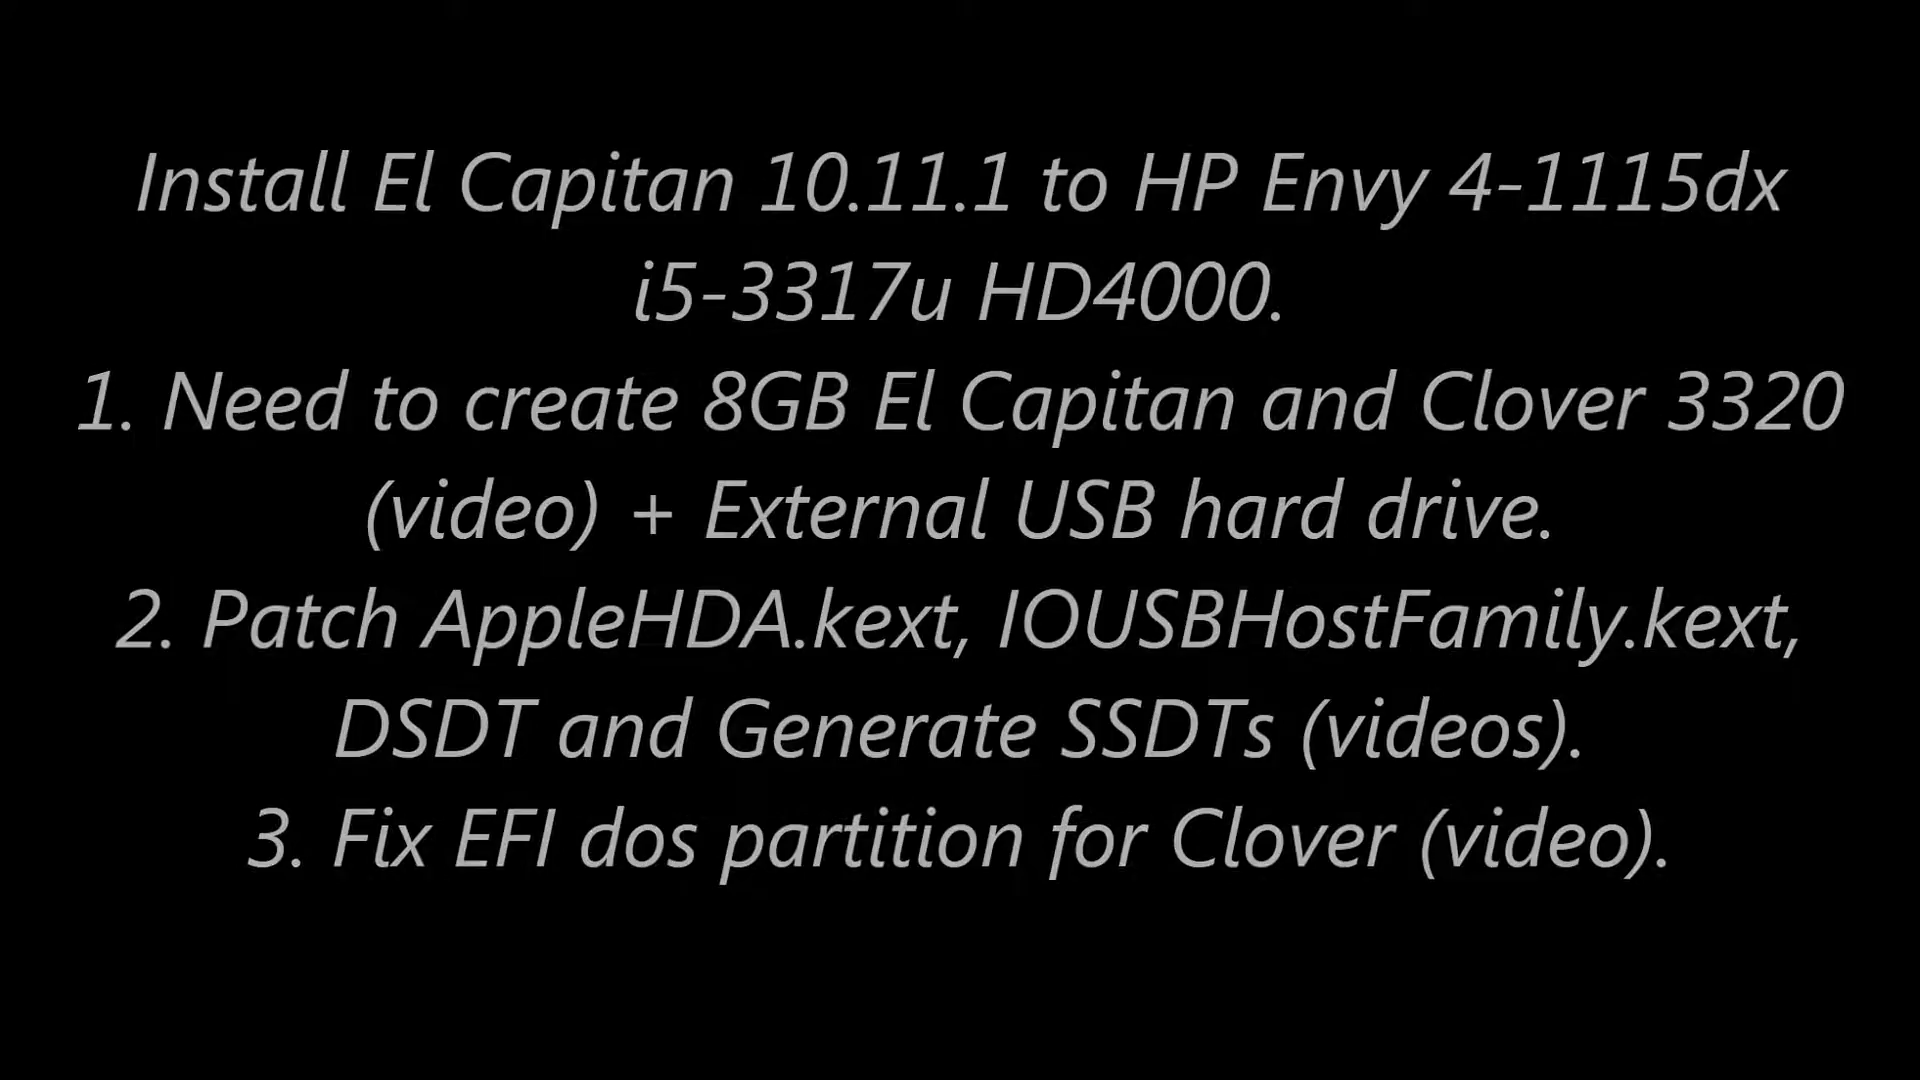 Install El Capitan 10.11.1 to HP Envy 4-1115dx
i5-3317u HD4000.
1. Need to create 8GB El Capitan and Clover 3320
(video) + External USB hard drive.
2. Patch AppleHDA.kext, IOUSBHostFamily.kext,
DSDT and Generate SSDTs (videos).
3. Fix EFI dos partition for Clover (video).